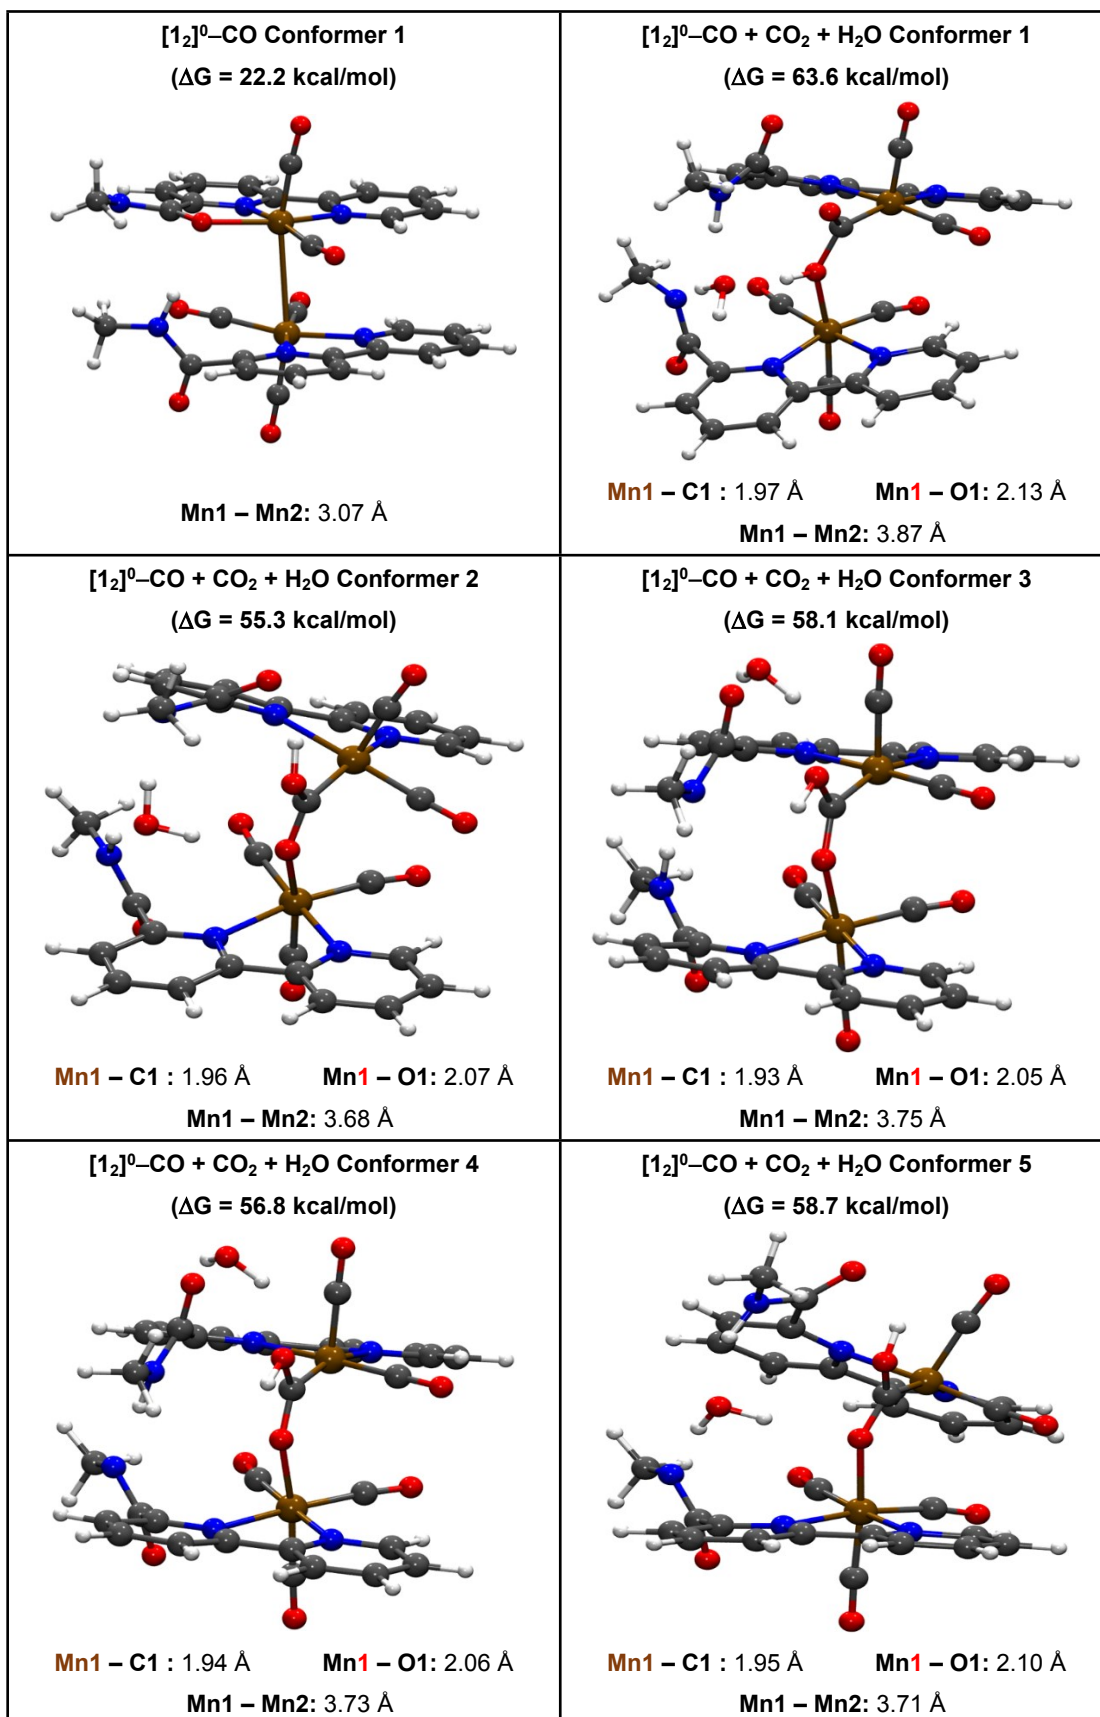 [1₂]⁰–CO Conformer 1
(ΔG = 22.2 kcal/mol)
Mn1 – Mn2: 3.07 Å
[1₂]⁰–CO + CO₂ + H₂O Conformer 1
(ΔG = 63.6 kcal/mol)
Mn1 – C1 : 1.97 Å Mn1 – O1: 2.13 Å
Mn1 – Mn2: 3.87 Å
[1₂]⁰–CO + CO₂ + H₂O Conformer 2
(ΔG = 55.3 kcal/mol)
Mn1 – C1 : 1.96 Å Mn1 – O1: 2.07 Å
Mn1 – Mn2: 3.68 Å
[1₂]⁰–CO + CO₂ + H₂O Conformer 3
(ΔG = 58.1 kcal/mol)
Mn1 – C1 : 1.93 Å Mn1 – O1: 2.05 Å
Mn1 – Mn2: 3.75 Å
[1₂]⁰–CO + CO₂ + H₂O Conformer 4
(ΔG = 56.8 kcal/mol)
Mn1 – C1 : 1.94 Å Mn1 – O1: 2.06 Å
Mn1 – Mn2: 3.73 Å
[1₂]⁰–CO + CO₂ + H₂O Conformer 5
(ΔG = 58.7 kcal/mol)
Mn1 – C1 : 1.95 Å Mn1 – O1: 2.10 Å
Mn1 – Mn2: 3.71 Å